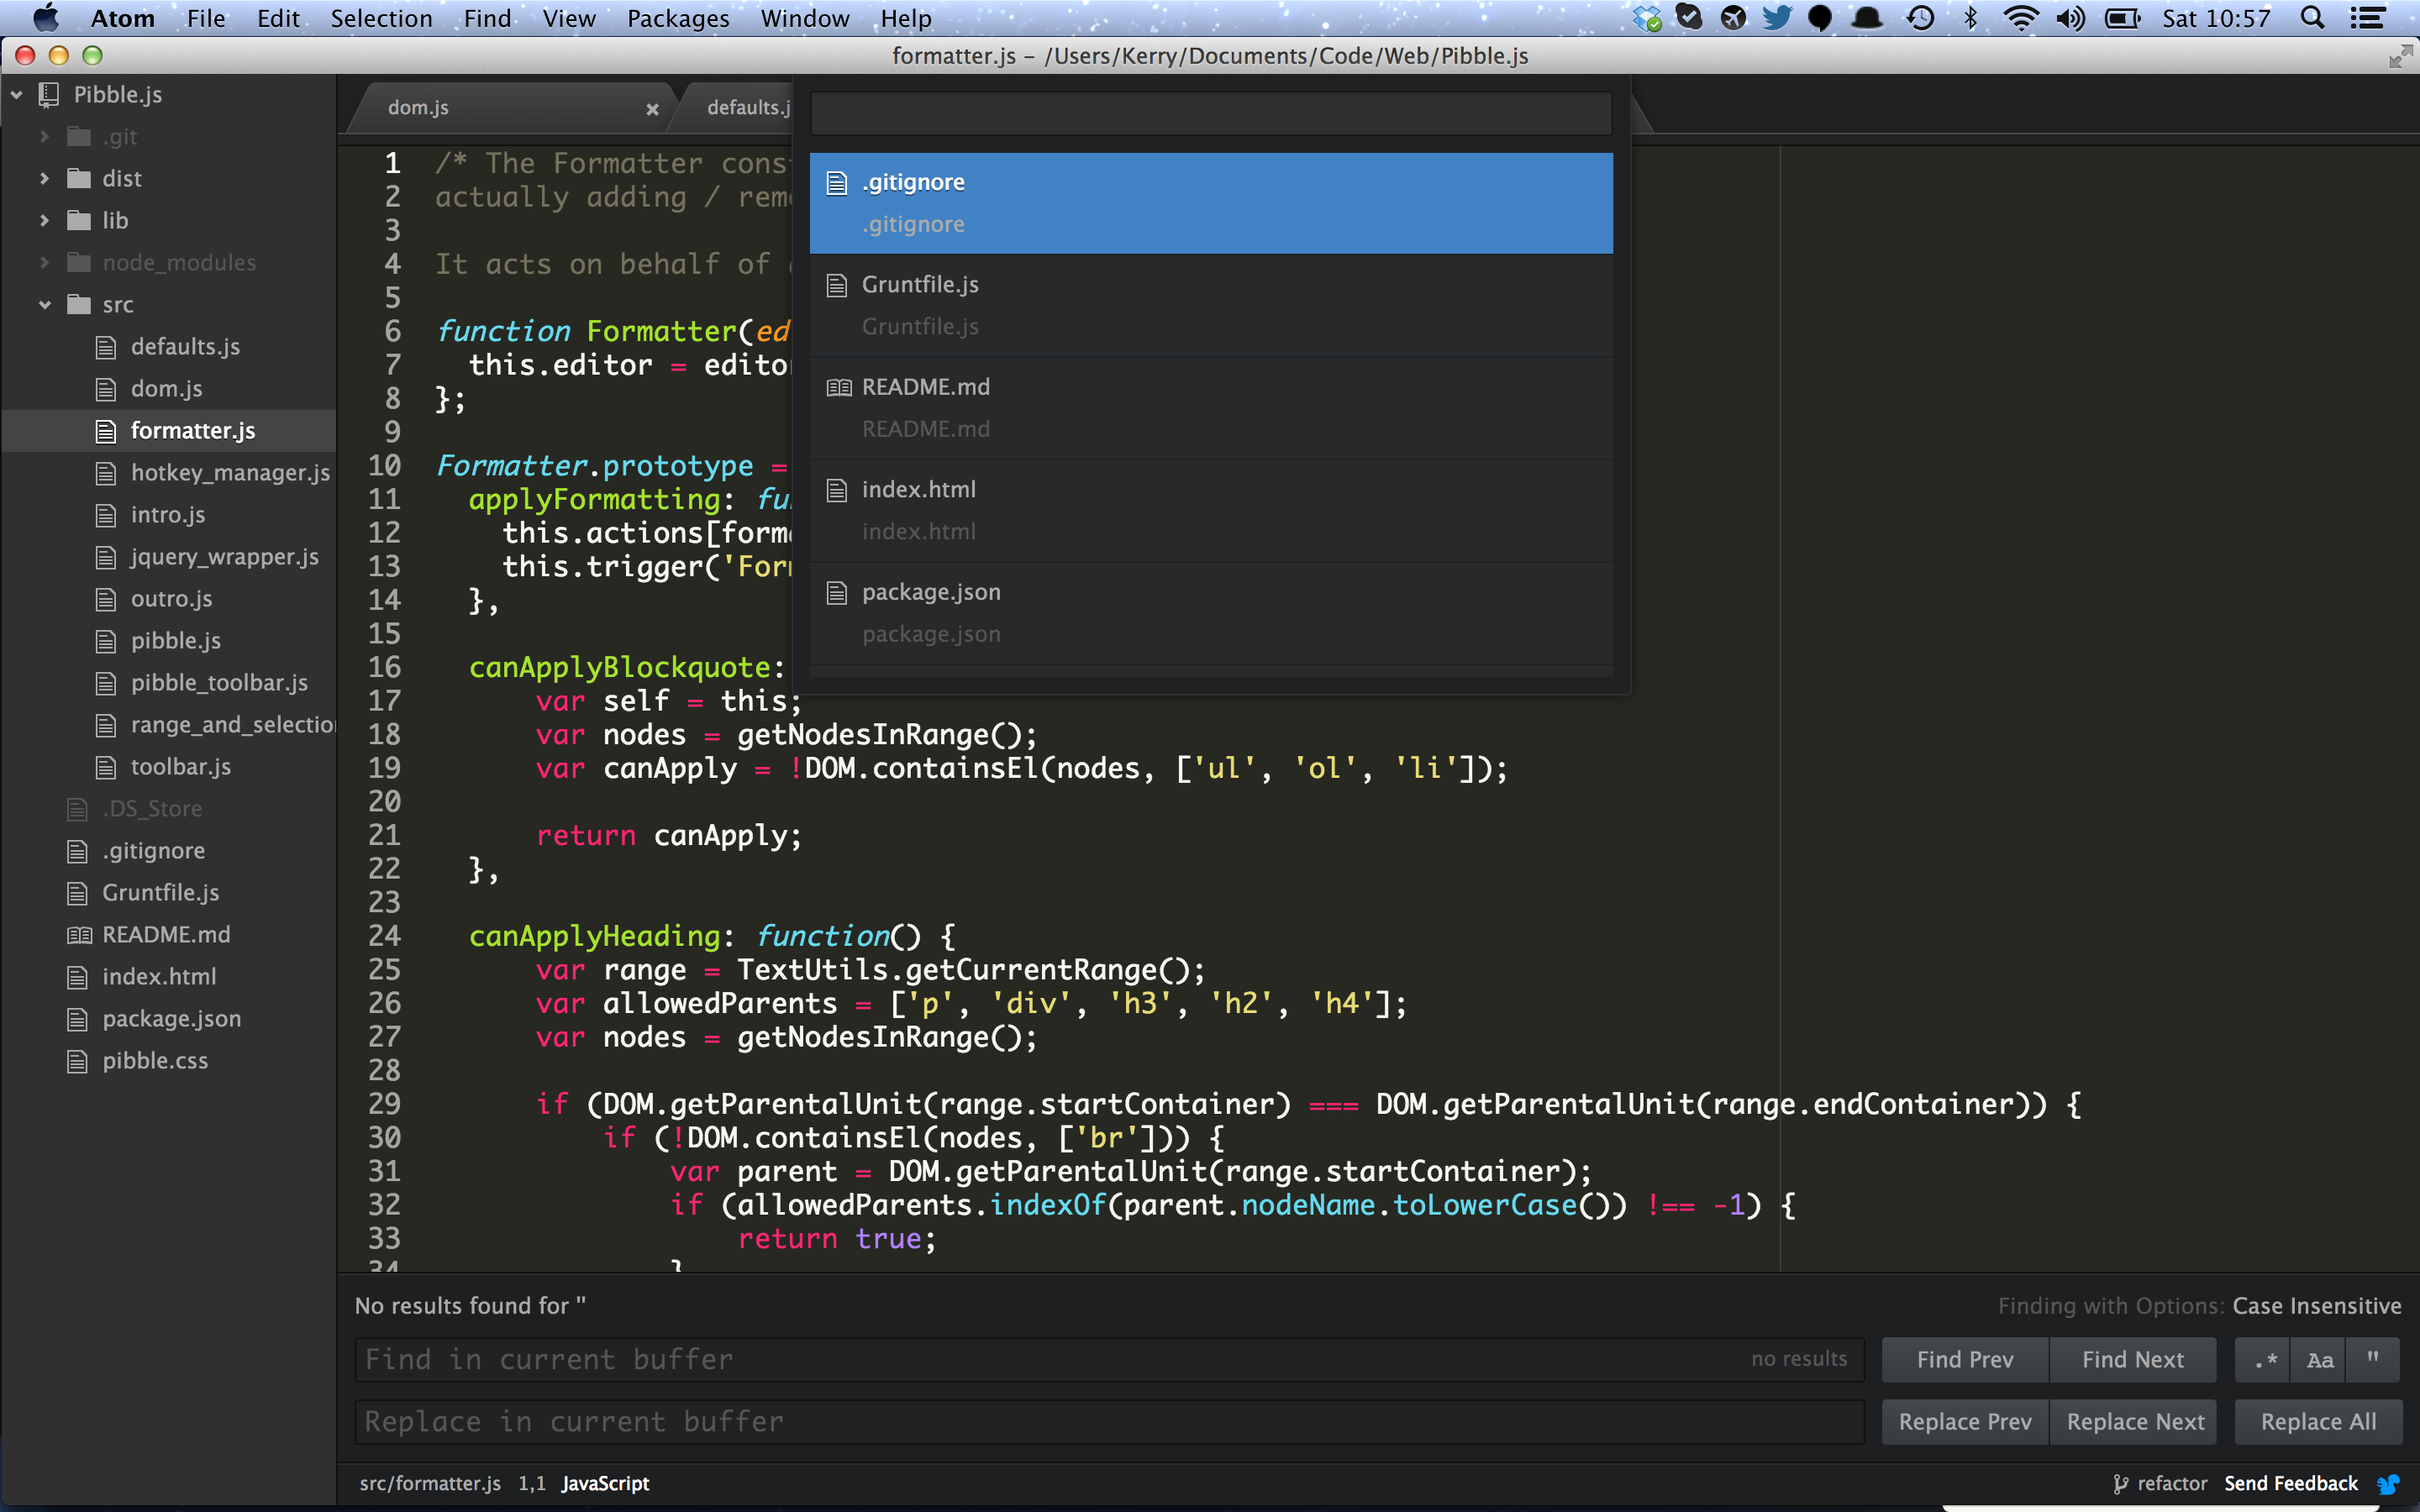 Atom File Edit Selection Find View Packages Window Help Sat 10:57
formatter.js – /Users/Kerry/Documents/Code/Web/Pibble.js
Pibble.js
.git
dist
lib
node_modules
src
defaults.js
dom.js
formatter.js
hotkey_manager.js
intro.js
jquery_wrapper.js
outro.js
pibble.js
pibble_toolbar.js
range_and_selectio
toolbar.js
.DS_Store
.gitignore
Gruntfile.js
README.md
index.html
package.json
pibble.css
dom.js × defaults.j
.gitignore
.gitignore
Gruntfile.js
Gruntfile.js
README.md
README.md
index.html
index.html
package.json
package.json
1 /* The Formatter cons
2 actually adding / rem
3
4 It acts on behalf of
5
6 function Formatter(ed
7 this.editor = edito
8 };
9
10 Formatter.prototype =
11 applyFormatting: fu
12 this.actions[form
13 this.trigger('For
14 },
15
16 canApplyBlockquote:
17 var self = this;
18 var nodes = getNodesInRange();
19 var canApply = !DOM.containsEl(nodes, ['ul', 'ol', 'li']);
20
21 return canApply;
22 },
23
24 canApplyHeading: function() {
25 var range = TextUtils.getCurrentRange();
26 var allowedParents = ['p', 'div', 'h3', 'h2', 'h4'];
27 var nodes = getNodesInRange();
28
29 if (DOM.getParentalUnit(range.startContainer) === DOM.getParentalUnit(range.endContainer)) {
30 if (!DOM.containsEl(nodes, ['br'])) {
31 var parent = DOM.getParentalUnit(range.startContainer);
32 if (allowedParents.indexOf(parent.nodeName.toLowerCase()) !== -1) {
33 return true;
34 }
No results found for '' Finding with Options: Case Insensitive
Find in current buffer no results Find Prev Find Next .* Aa "
Replace in current buffer Replace Prev Replace Next Replace All
src/formatter.js 1,1 JavaScript refactor Send Feedback